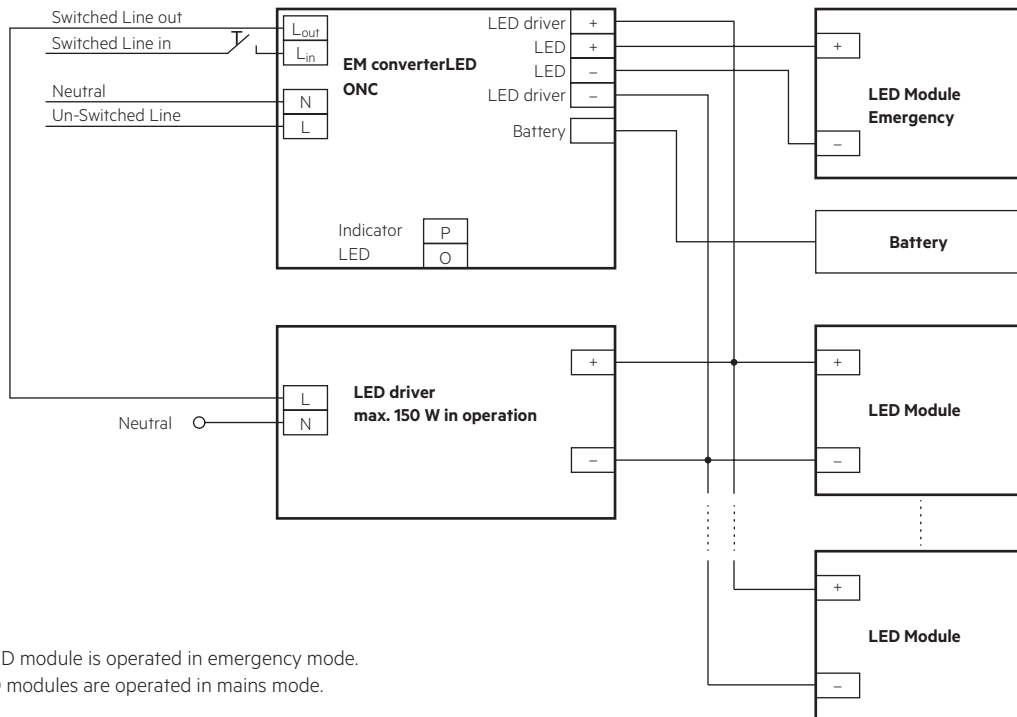 Switched Line out
Switched Line in
Neutral
Un-Switched Line
Lout
Lin
N
L
EM converterLED
ONC
LED driver +
LED +
LED –
LED driver –
Battery
Indicator P
LED O
+
–
LED Module
Emergency
Battery
Neutral
L
N
LED driver
max. 150 W in operation
+
–
+
–
LED Module
+
–
LED Module
module is operated in emergency mode.
modules are operated in mains mode.